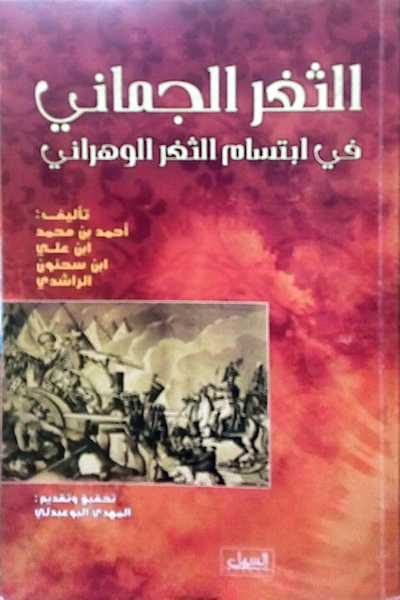 الثغر الجماني
في ابتسام الثغر الوهراني
تأليف:
أحمد بن محمد
ابن علي
ابن سحنون
الراشدي
تحقيق وتقديم:
المهدي البوعبدلي